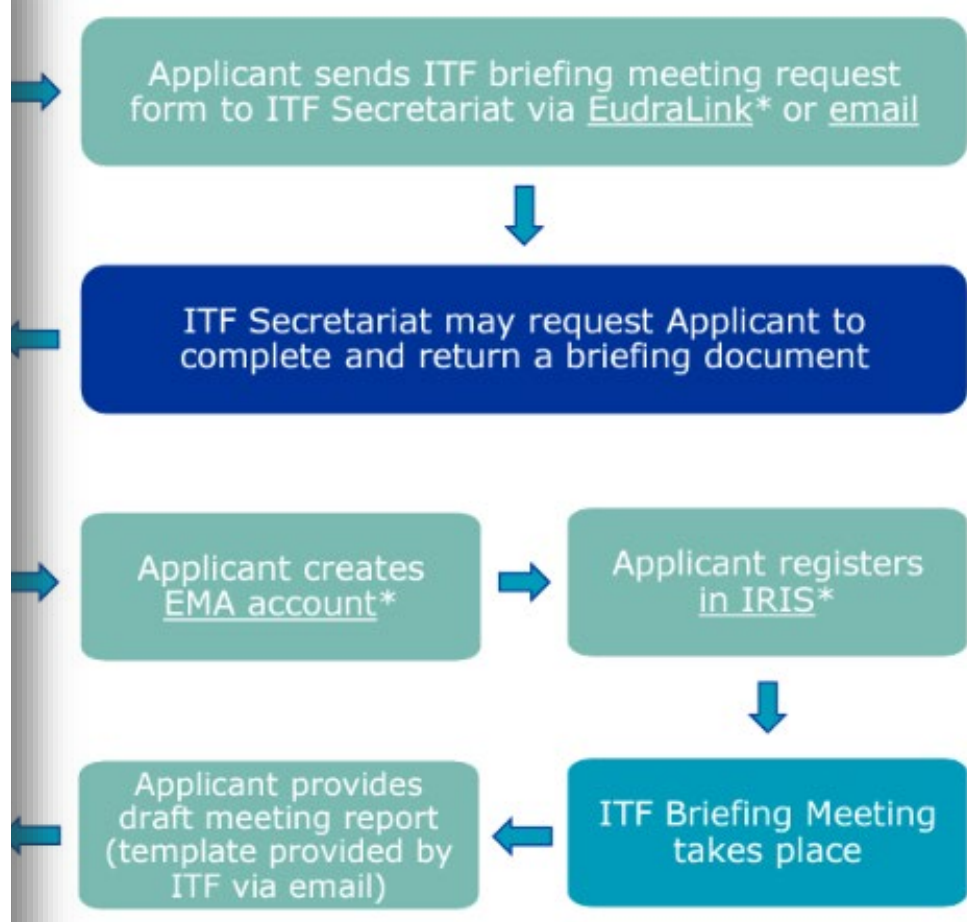 Applicant sends ITF briefing meeting request
form to ITF Secretariat via EudraLink* or email
ITF Secretariat may request Applicant to
complete and return a briefing document
Applicant creates
EMA account*
Applicant registers
in IRIS*
Applicant provides
draft meeting report
(template provided by
ITF via email)
ITF Briefing Meeting
takes place